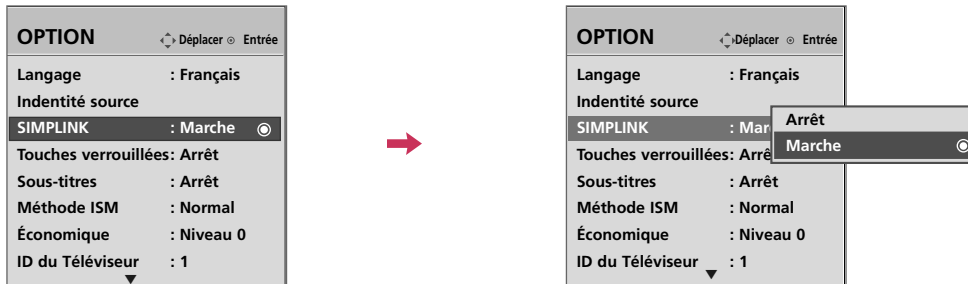 OPTION Déplacer Entrée
Langage : Français
Indentité source
SIMPLINK : Marche
Touches verrouillées: Arrêt
Sous-titres : Arrêt
Méthode ISM : Normal
Économique : Niveau 0
ID du Téléviseur : 1
OPTION Déplacer Entrée
Langage : Français
Indentité source
SIMPLINK : Mar
Arrêt
Marche
Touches verrouillées: Arrê
Sous-titres : Arrêt
Méthode ISM : Normal
Économique : Niveau 0
ID du Téléviseur : 1